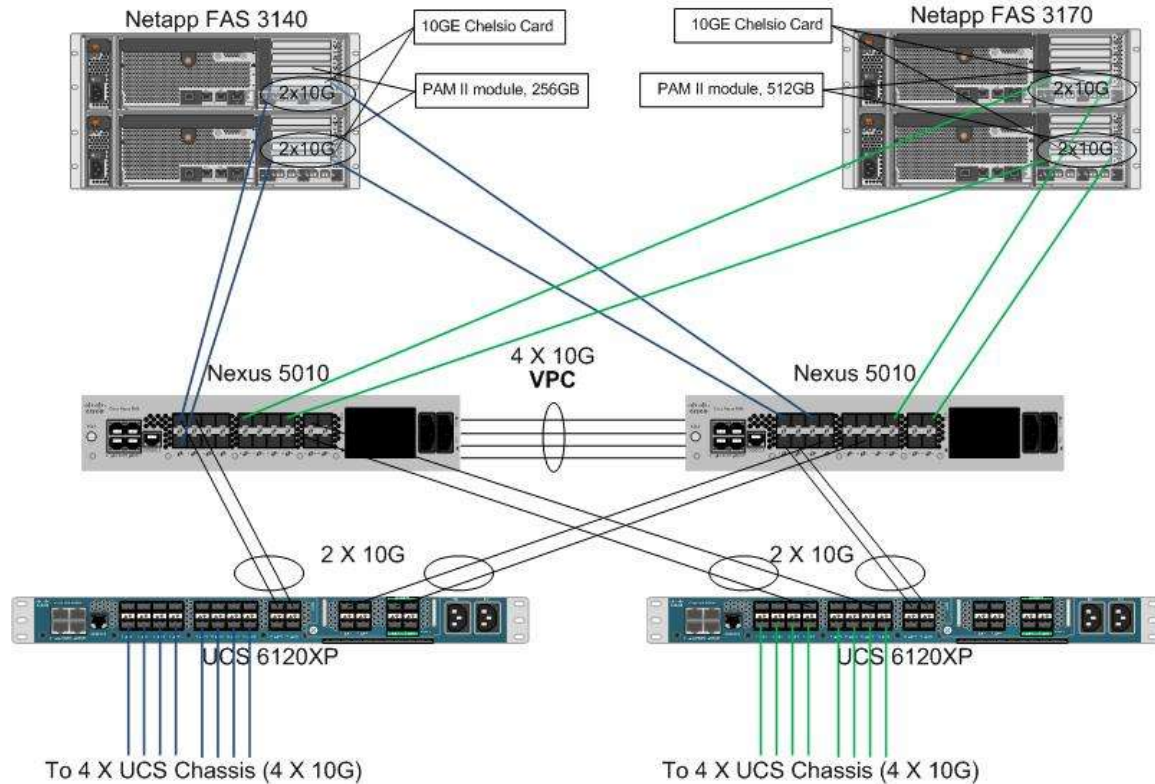 Netapp FAS 3140
Netapp FAS 3170
10GE Chelsio Card
10GE Chelsio Card
PAM II module, 256GB
PAM II module, 512GB
2x10G
2x10G
2x10G
2x10G
4 X 10G
VPC
Nexus 5010
Nexus 5010
2 X 10G
2 X 10G
UCS 6120XP
UCS 6120XP
To 4 X UCS Chassis (4 X 10G)
To 4 X UCS Chassis (4 X 10G)